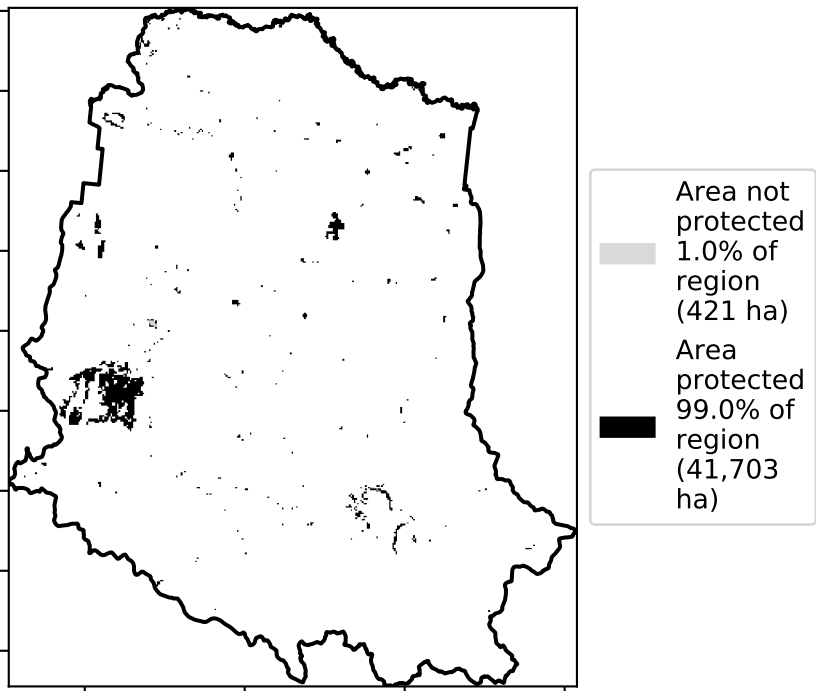 Area not
protected
1.0% of
region
(421 ha)
Area
protected
99.0% of
region
(41,703
ha)